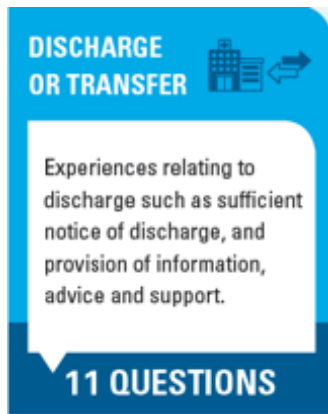 DISCHARGE
OR TRANSFER
Experiences relating to
discharge such as sufficient
notice of discharge, and
provision of information,
advice and support.
11 QUESTIONS